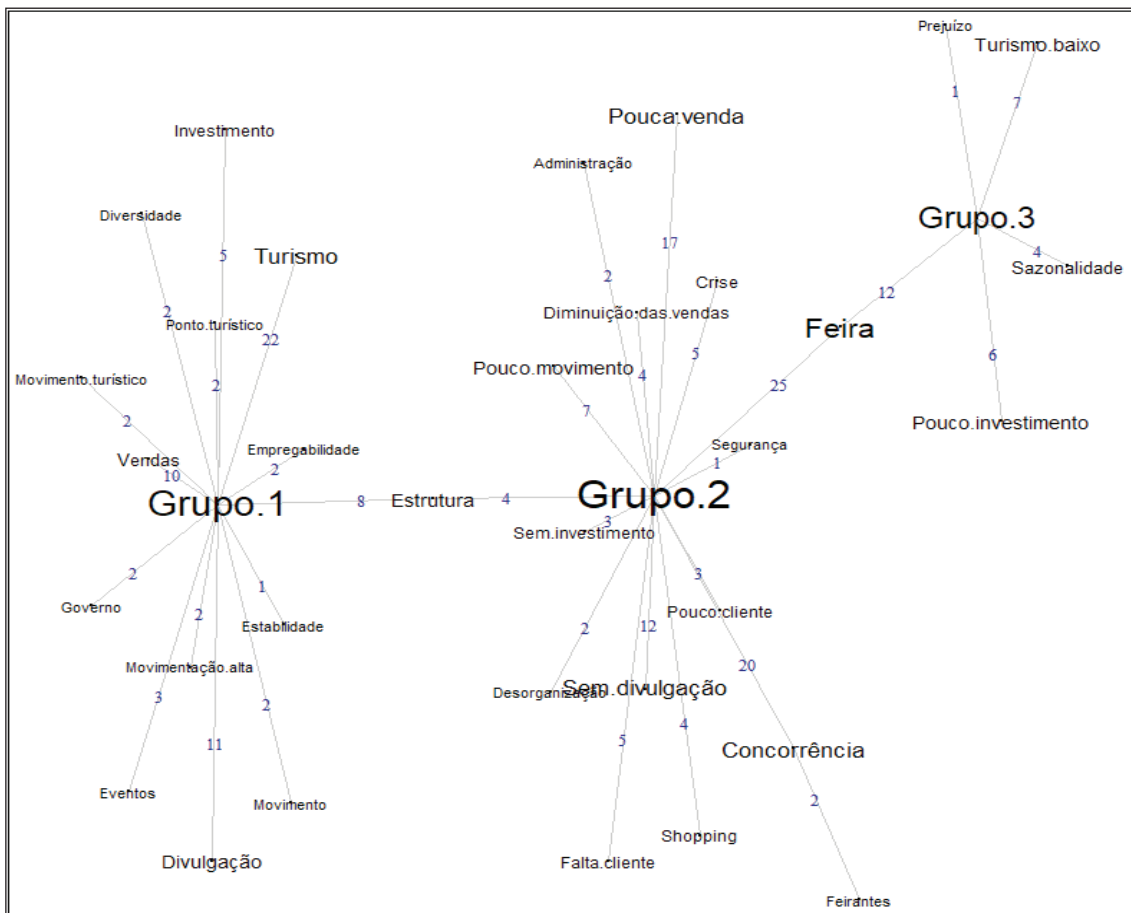 Prejuízo
Turismo.baixo
1
7
Pouca.venda
Investimento
Administração
Diversidade
Grupo.3
17
4
5
Turismo
Sazonalidade
2
Crise
12
2
Diminuição.das.vendas
Ponto.turístico
Feira
22
5
6
Pouco.movimento
4
Movimento.turístico
2
25
7
2
Pouco.investimento
Empregabilidade
Segurança
Vendas
2
1
10
Grupo.1
8
Estrutura
4
Grupo.2
3
Sem.investimento
2
3
1
Governo
Pouco.cliente
2
Estabilidade
2
12
Movimentação.alta
20
Desorganização
Sem.divulgação
3
2
4
11
5
Concorrência
Eventos
Movimento
2
Shopping
Divulgação
Falta.cliente
Feirantes